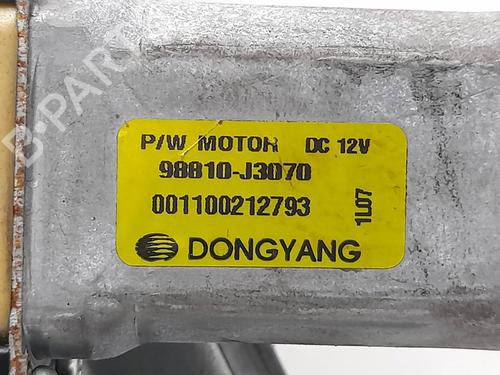 P/W MOTOR DC 12V
98810-J3070
001100212793
1L07
DONGYANG
B-PARTS